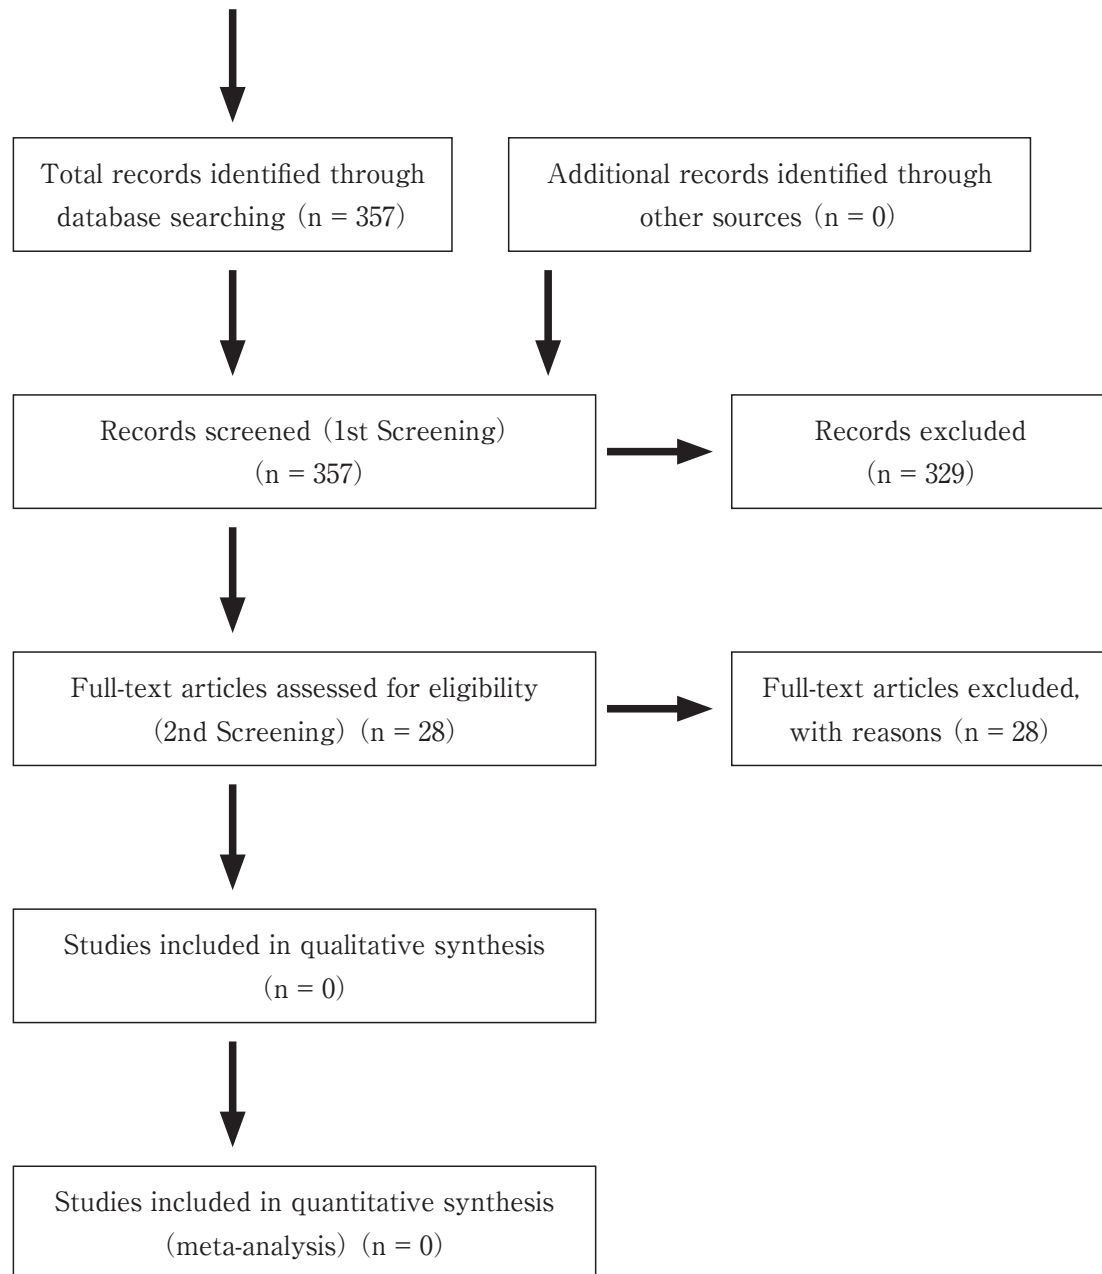 Total records identified through
database searching (n = 357)
Additional records identified through
other sources (n = 0)
Records screened (1st Screening)
(n = 357)
Records excluded
(n = 329)
Full-text articles assessed for eligibility
(2nd Screening) (n = 28)
Full-text articles excluded,
with reasons (n = 28)
Studies included in qualitative synthesis
(n = 0)
Studies included in quantitative synthesis
(meta-analysis) (n = 0)